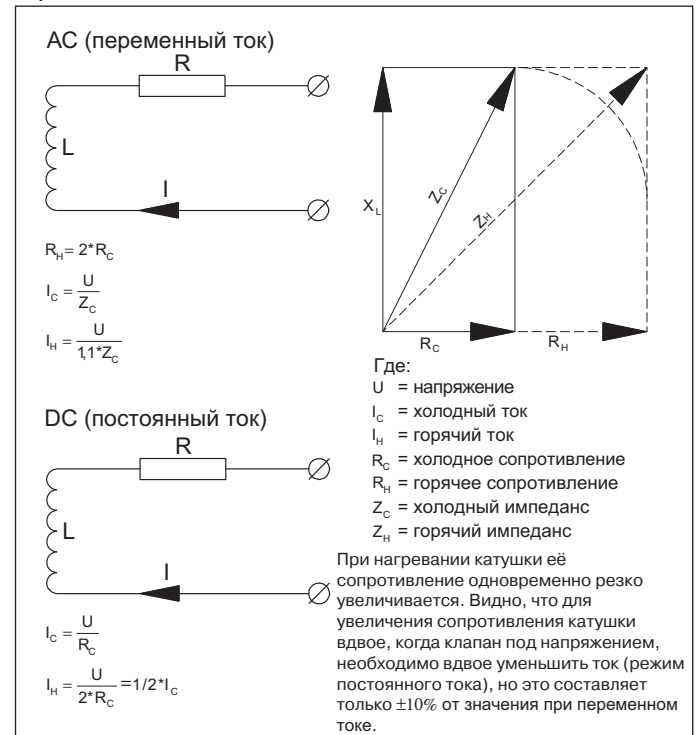 AC (переменный ток)
R
L
I
R_H = 2*R_C
I_C = U / Z_C
I_H = U / 1,1*Z_C
X_L
Z_C
Z_H
R_C
R_H
Где:
U = напряжение
I_C = холодный ток
I_H = горячий ток
R_C = холодное сопротивление
R_H = горячее сопротивление
Z_C = холодный импеданс
Z_H = горячий импеданс
DC (постоянный ток)
R
L
I
I_C = U / R_C
I_H = U / 2*R_C =1/2*I_C
При нагревании катушки её
сопротивление одновременно резко
увеличивается. Видно, что для
увеличения сопротивления катушки
вдвое, когда клапан под напряжением,
необходимо вдвое уменьшить ток (режим
постоянного тока), но это составляет
только ±10% от значения при переменном
токе.